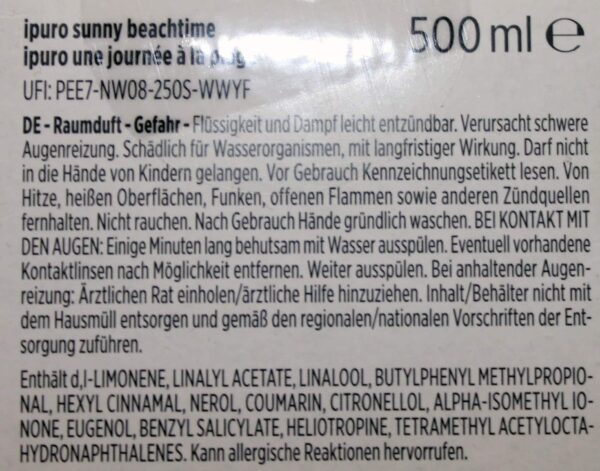 ipuro sunny beachtime
500 ml ℮
ipuro une journée à la plage
UFI: PEE7-NW08-250S-WWYF
DE - Raumduft - Gefahr - Flüssigkeit und Dampf leicht entzündbar. Verursacht schwere
Augenreizung. Schädlich für Wasserorganismen, mit langfristiger Wirkung. Darf nicht
in die Hände von Kindern gelangen. Vor Gebrauch Kennzeichnungsetikett lesen. Von
Hitze, heißen Oberflächen, Funken, offenen Flammen sowie anderen Zündquellen
fernhalten. Nicht rauchen. Nach Gebrauch Hände gründlich waschen. BEI KONTAKT MIT
DEN AUGEN: Einige Minuten lang behutsam mit Wasser ausspülen. Eventuell vorhandene
Kontaktlinsen nach Möglichkeit entfernen. Weiter ausspülen. Bei anhaltender Augen-
reizung: Ärztlichen Rat einholen/ärztliche Hilfe hinzuziehen. Inhalt/Behälter nicht mit
dem Hausmüll entsorgen und gemäß den regionalen/nationalen Vorschriften der Ent-
sorgung zuführen.
Enthält d,l-LIMONENE, LINALYL ACETATE, LINALOOL, BUTYLPHENYL METHYLPROPIO-
NAL, HEXYL CINNAMAL, NEROL, COUMARIN, CITRONELLOL, ALPHA-ISOMETHYL IO-
NONE, EUGENOL, BENZYL SALICYLATE, HELIOTROPINE, TETRAMETHYL ACETYLOCTA-
HYDRONAPHTHALENES. Kann allergische Reaktionen hervorrufen.